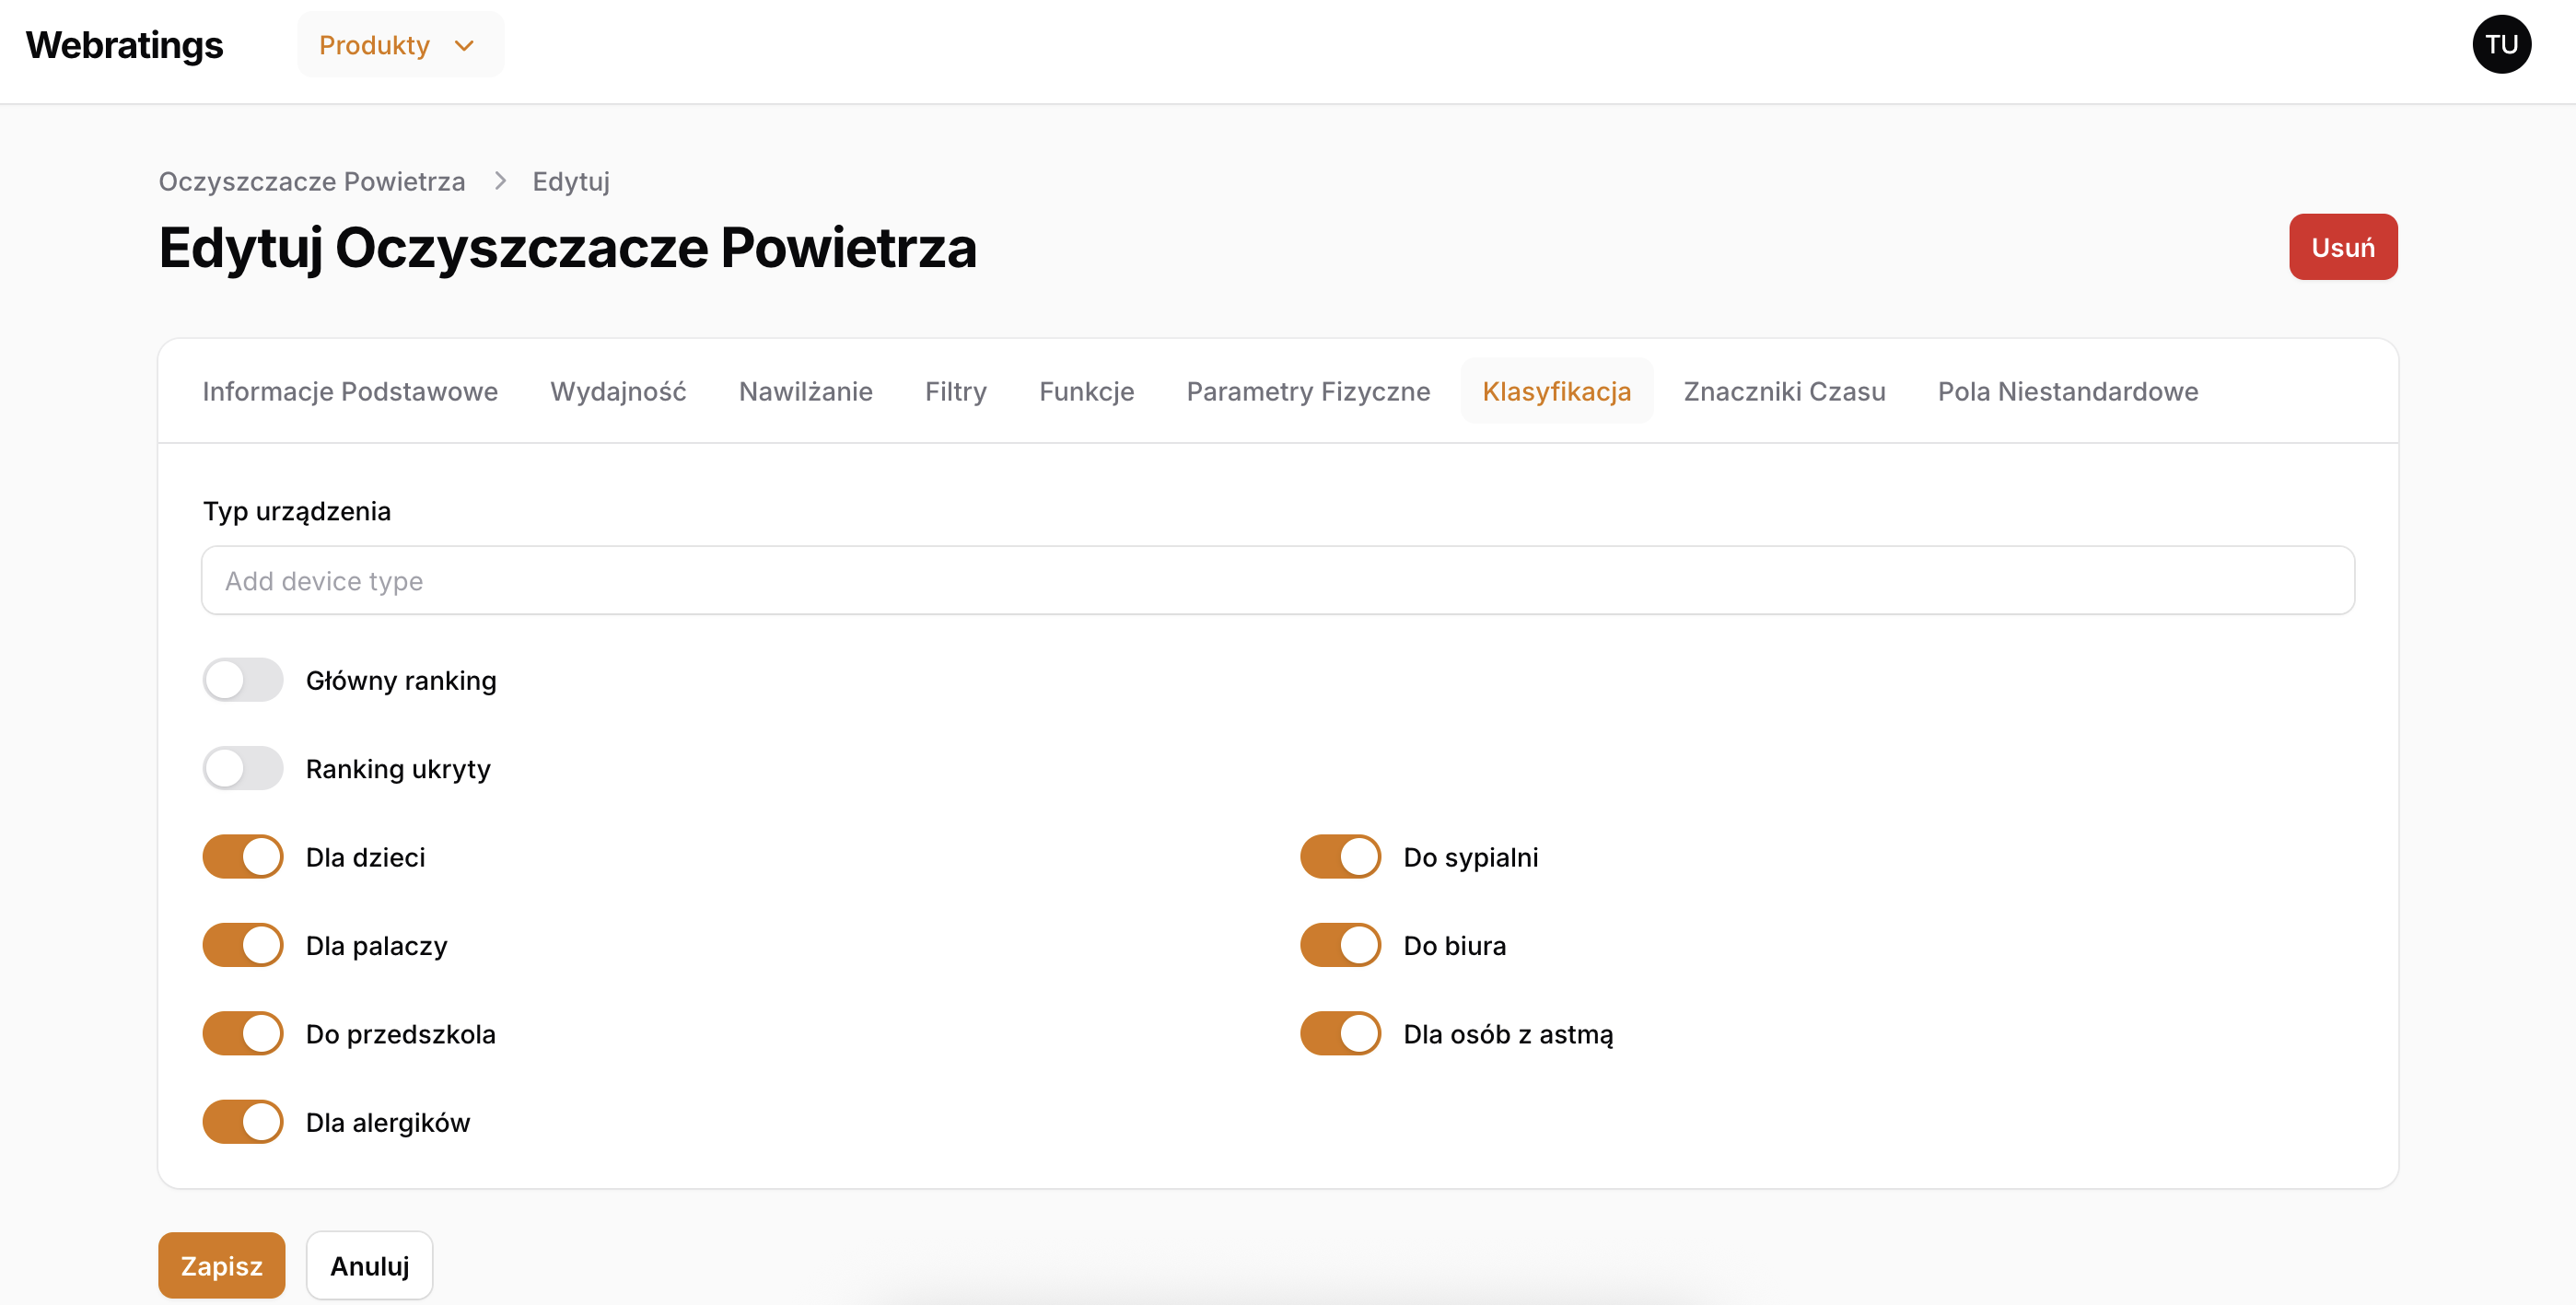 Webratings
Produkty
TU
Oczyszczacze Powietrza
Edytuj
Edytuj Oczyszczacze Powietrza
Usuń
Informacje Podstawowe
Wydajność
Nawilżanie
Filtry
Funkcje
Parametry Fizyczne
Klasyfikacja
Znaczniki Czasu
Pola Niestandardowe
Typ urządzenia
Add device type
Główny ranking
Ranking ukryty
Dla dzieci
Do sypialni
Dla palaczy
Do biura
Do przedszkola
Dla osób z astmą
Dla alergików
Zapisz
Anuluj